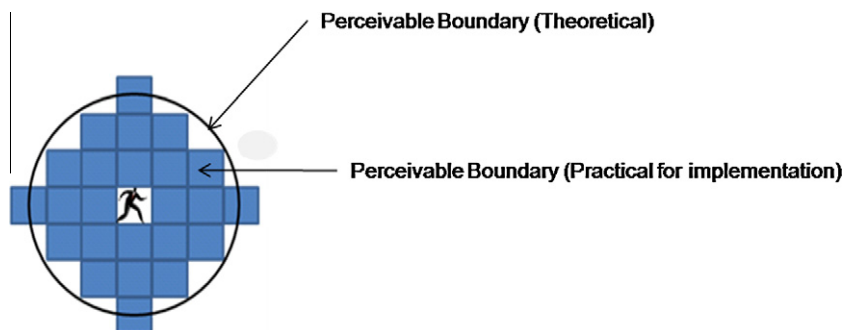 Perceivable Boundary (Theoretical)
Perceivable Boundary (Practical for implementation)